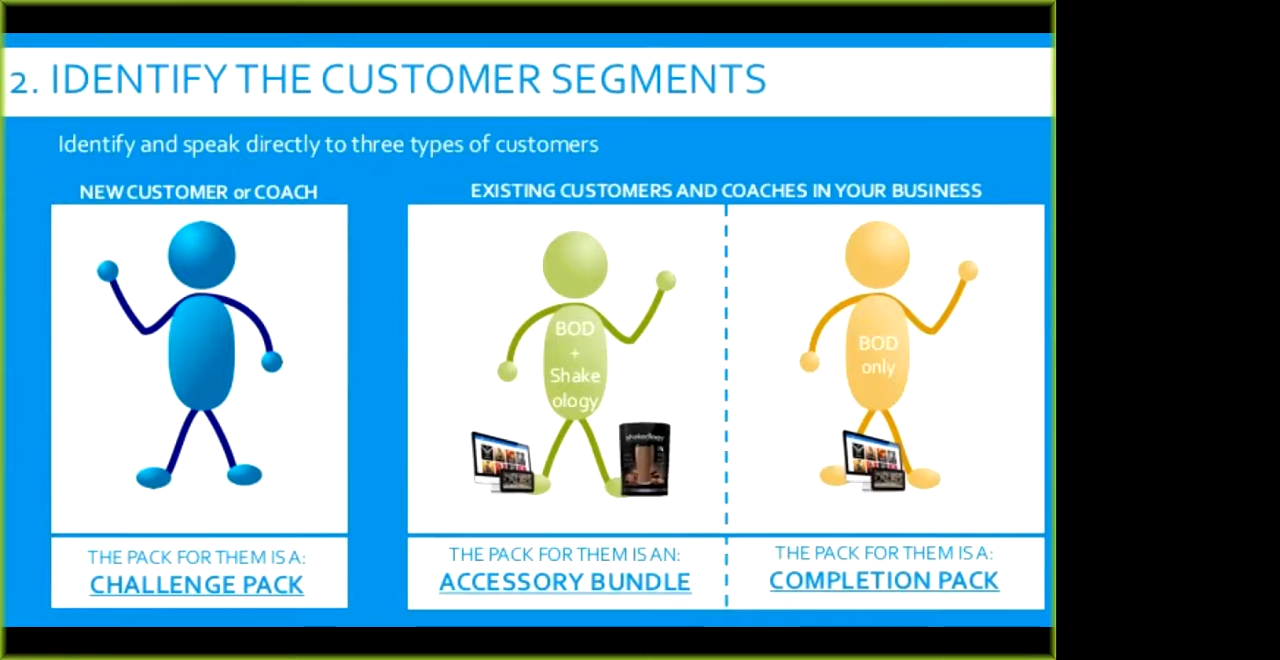 2. IDENTIFY THE CUSTOMER SEGMENTS
Identify and speak directly to three types of customers
NEW CUSTOMER or COACH
EXISTING CUSTOMERS AND COACHES IN YOUR BUSINESS
BOD
+
Shake
ology
shakeology
BOD
only
THE PACK FOR THEM IS A:
CHALLENGE PACK
THE PACK FOR THEM IS AN:
ACCESSORY BUNDLE
THE PACK FOR THEM IS A:
COMPLETION PACK